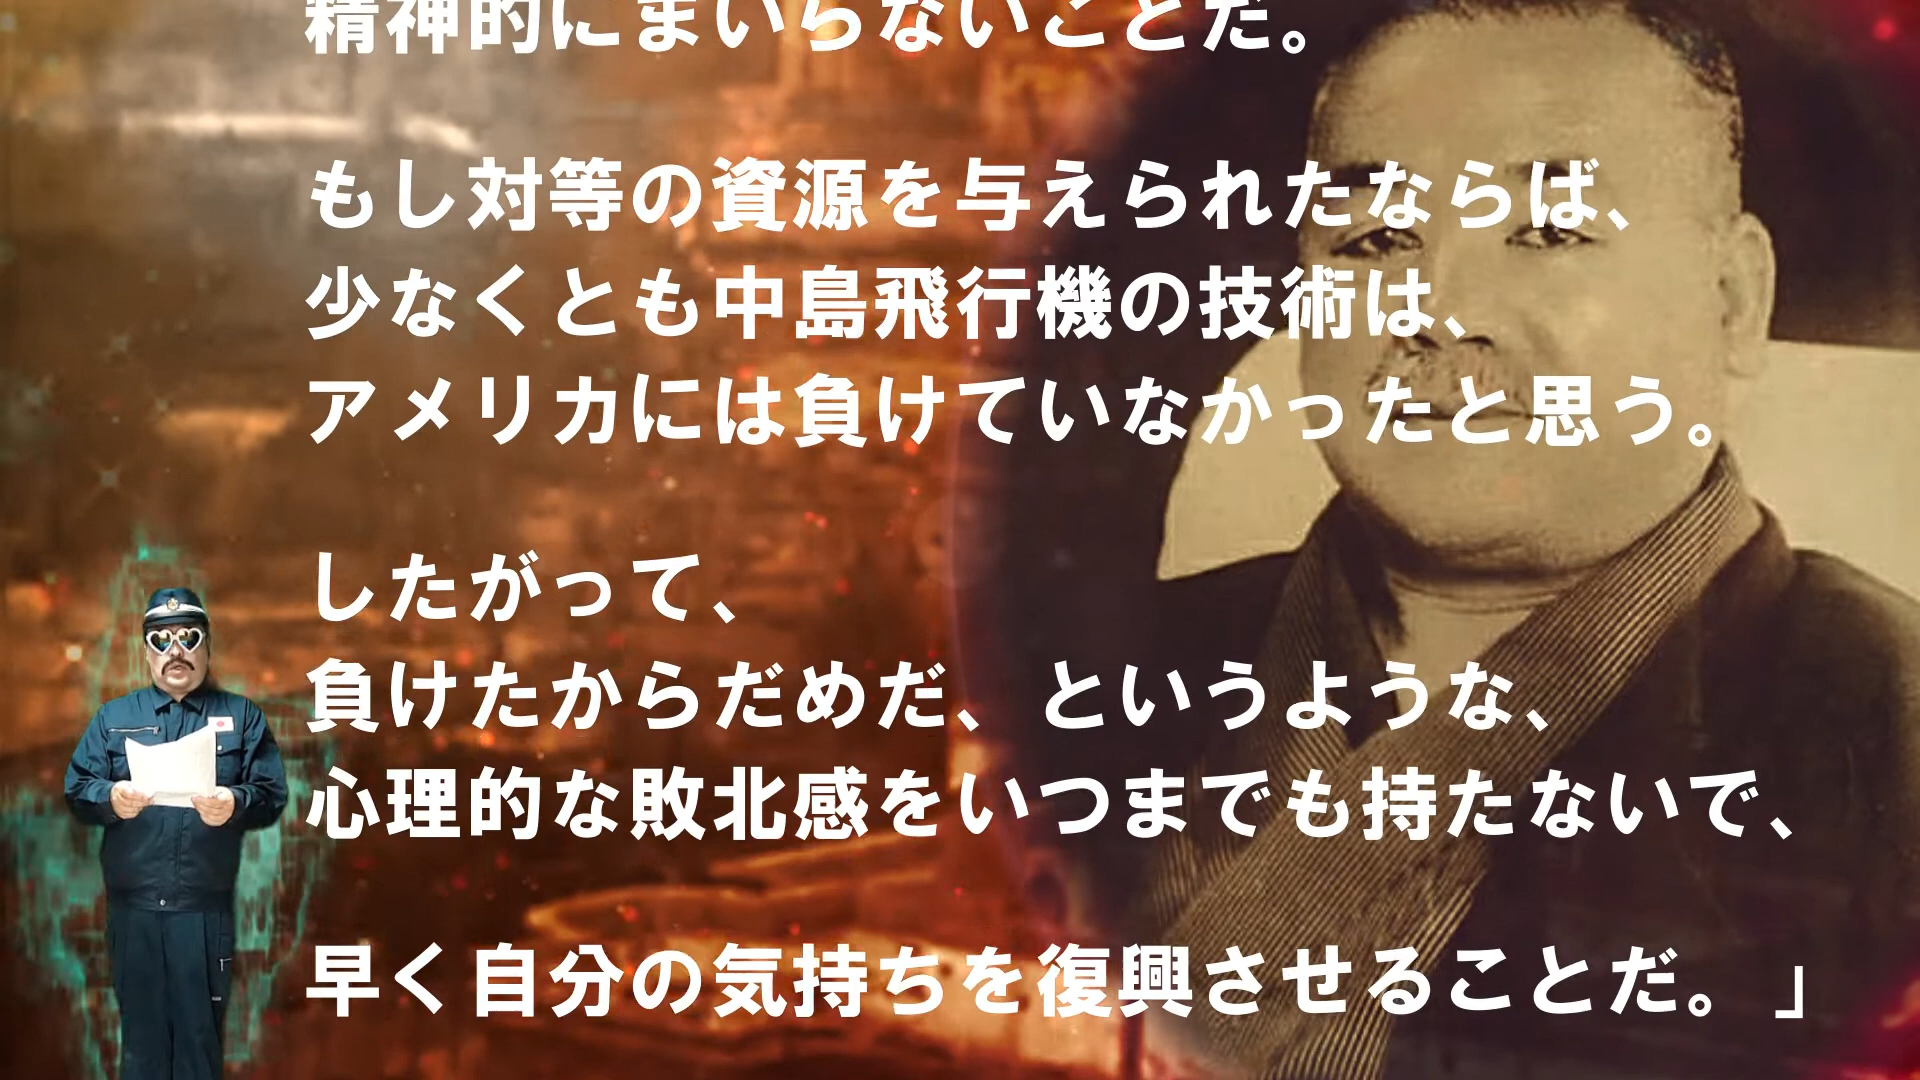 精神的にまいらないことだ。
もし対等の資源を与えられたならば、
少なくとも中島飛行機の技術は、
アメリカには負けていなかったと思う。
したがって、
負けたからだめだ、というような、
心理的な敗北感をいつまでも持たないで、
早く自分の気持ちを復興させることだ。」